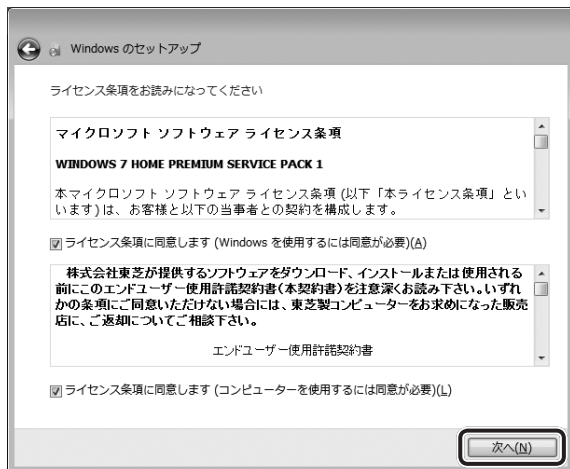 Windows のセットアップ
ライセンス条項をお読みになってください
マイクロソフト ソフトウェア ライセンス条項
WINDOWS 7 HOME PREMIUM SERVICE PACK 1
本マイクロソフト ソフトウェア ライセンス条項 (以下「本ライセンス条項」とい
います) は、お客様と以下の当事者との契約を構成します。
ライセンス条項に同意します (Windows を使用するには同意が必要)(A)
株式会社東芝が提供するソフトウェアをダウンロード、インストールまたは使用される
前にこのエンドユーザー使用許諾契約書(本契約書)を注意深くお読み下さい。いずれ
かの条項にご同意いただけない場合には、東芝製コンピューターをお求めになった販売
店に、ご返却についてご相談下さい。
エンドユーザー使用許諾契約書
ライセンス条項に同意します (コンピューターを使用するには同意が必要)(L)
次へ(N)